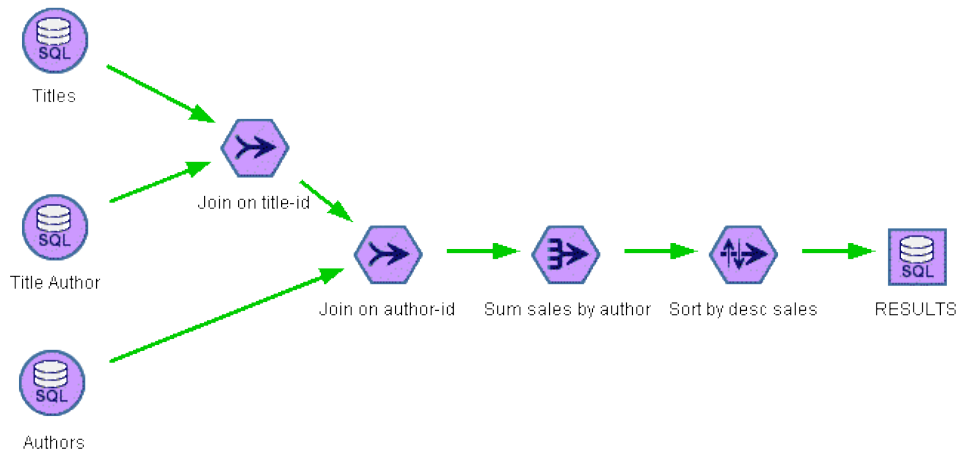 SQL
Titles
Join on title-id
SQL
Title Author
Join on author-id
Sum sales by author
Sort by desc sales
SQL
RESULTS
SQL
Authors